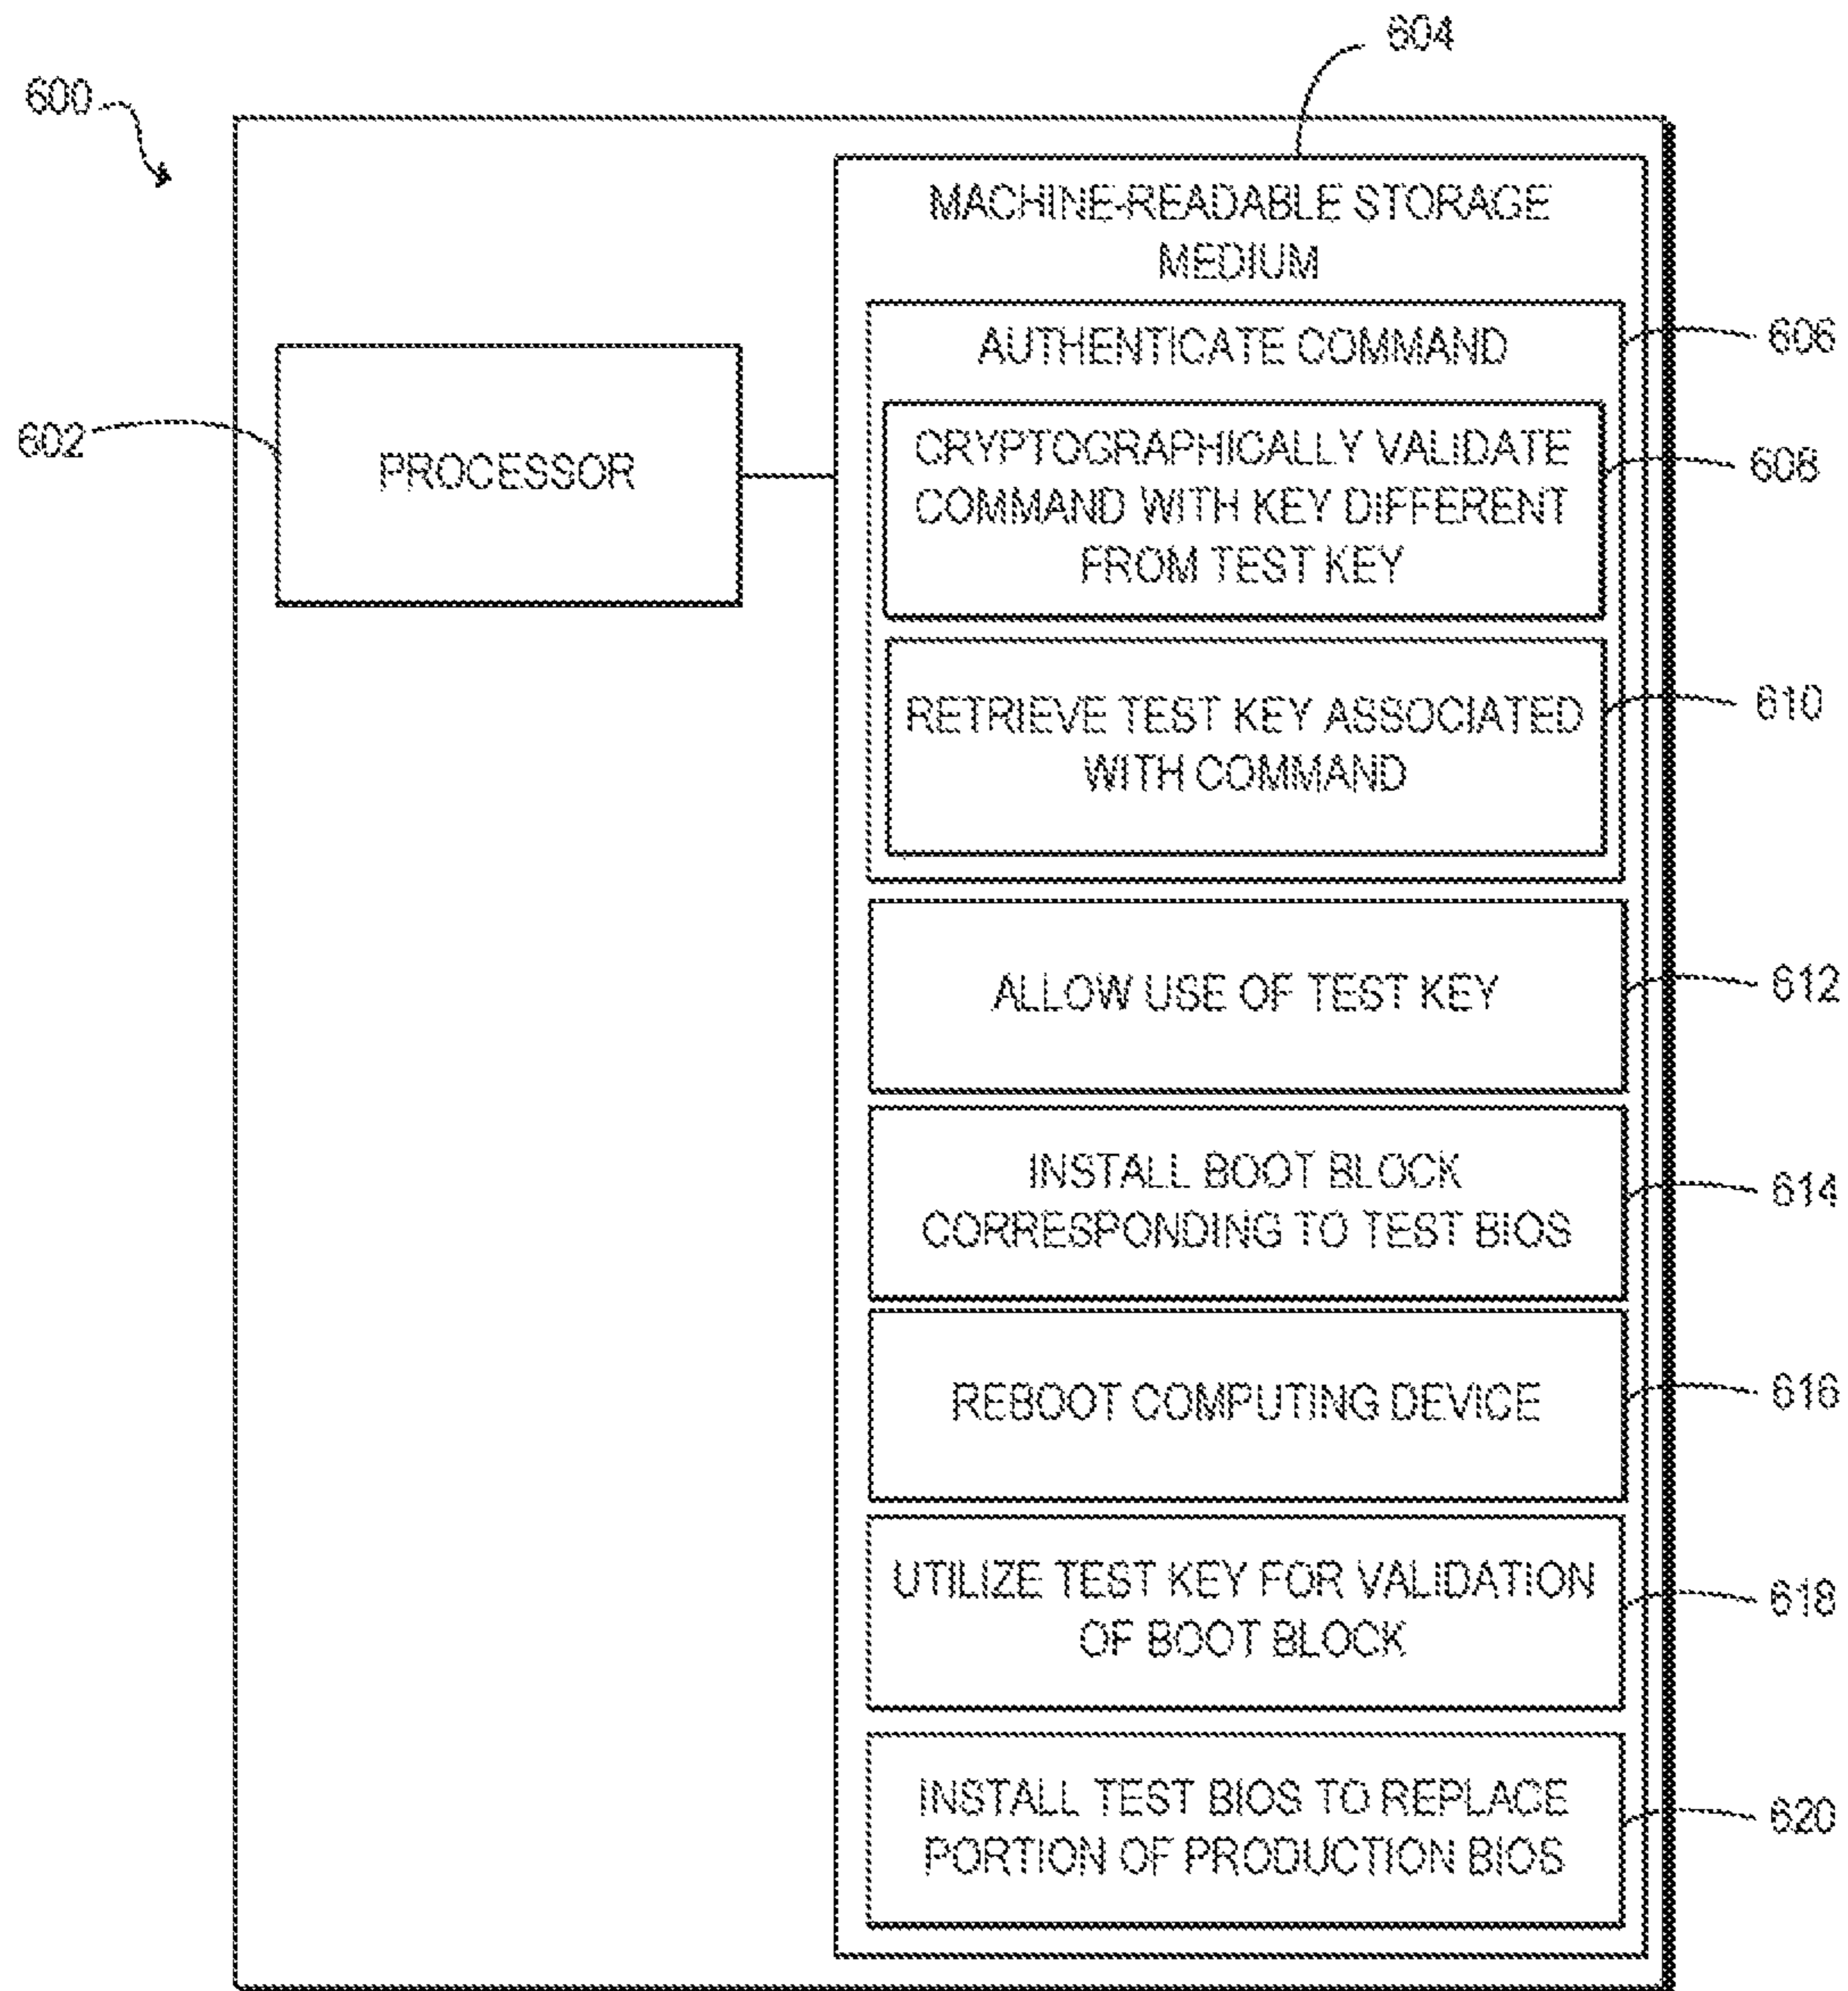 604
600
MACHINE-READABLE STORAGE
MEDIUM
AUTHENTICATE COMMAND
606
602
PROCESSOR
CRYPTOGRAPHICALLY VALIDATE
COMMAND WITH KEY DIFFERENT
FROM TEST KEY
608
RETRIEVE TEST KEY ASSOCIATED
WITH COMMAND
610
ALLOW USE OF TEST KEY
612
INSTALL BOOT BLOCK
CORRESPONDING TO TEST BIOS
614
REBOOT COMPUTING DEVICE
616
UTILIZE TEST KEY FOR VALIDATION
OF BOOT BLOCK
618
INSTALL TEST BIOS TO REPLACE
PORTION OF PRODUCTION BIOS
620